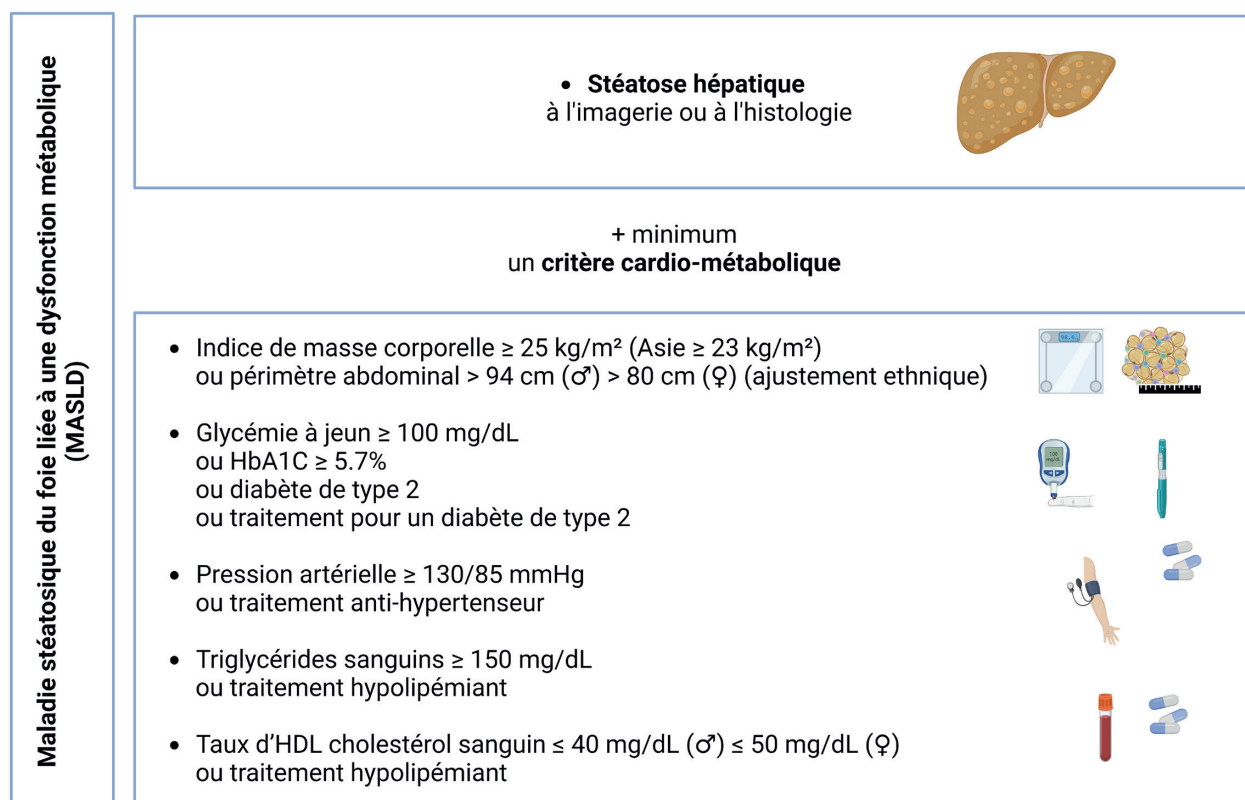 Maladie stéatosique du foie liée à une dysfonction métabolique
(MASLD)
• Stéatose hépatique
à l'imagerie ou à l'histologie
+ minimum
un critère cardio-métabolique
• Indice de masse corporelle ≥ 25 kg/m² (Asie ≥ 23 kg/m²)
ou périmètre abdominal > 94 cm (♂) > 80 cm (♀) (ajustement ethnique)
• Glycémie à jeun ≥ 100 mg/dL
ou HbA1C ≥ 5.7%
ou diabète de type 2
ou traitement pour un diabète de type 2
• Pression artérielle ≥ 130/85 mmHg
ou traitement anti-hypertenseur
• Triglycérides sanguins ≥ 150 mg/dL
ou traitement hypolipémiant
• Taux d’HDL cholestérol sanguin ≤ 40 mg/dL (♂) ≤ 50 mg/dL (♀)
ou traitement hypolipémiant